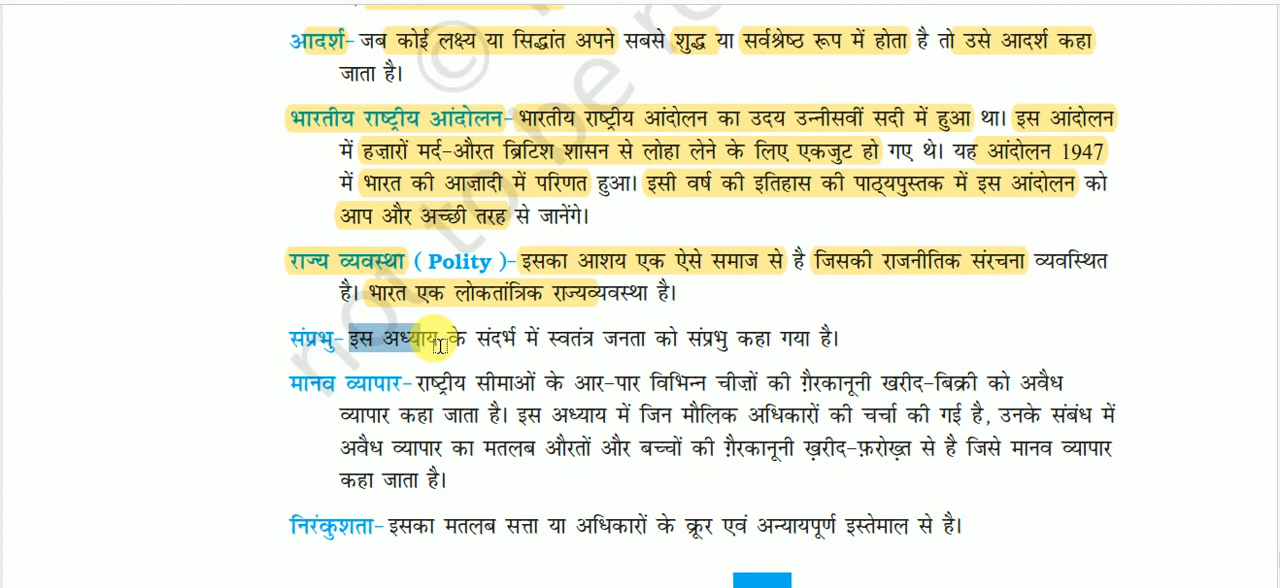 आदर्श- जब कोई लक्ष्य या सिद्धांत अपने सबसे शुद्ध या सर्वश्रेष्ठ रूप में होता है तो उसे आदर्श कहा
जाता है।
भारतीय राष्ट्रीय आंदोलन- भारतीय राष्ट्रीय आंदोलन का उदय उन्नीसवीं सदी में हुआ था। इस आंदोलन
में हज़ारों मर्द-औरत ब्रिटिश शासन से लोहा लेने के लिए एकजुट हो गए थे। यह आंदोलन 1947
में भारत की आज़ादी में परिणत हुआ। इसी वर्ष की इतिहास की पाठ्यपुस्तक में इस आंदोलन को
आप और अच्छी तरह से जानेंगे।
राज्य व्यवस्था ( Polity )- इसका आशय एक ऐसे समाज से है जिसकी राजनीतिक संरचना व्यवस्थित
है। भारत एक लोकतांत्रिक राज्यव्यवस्था है।
संप्रभु- इस अध्याय के संदर्भ में स्वतंत्र जनता को संप्रभु कहा गया है।
मानव व्यापार- राष्ट्रीय सीमाओं के आर-पार विभिन्न चीज़ों की ग़ैरकानूनी खरीद-बिक्री को अवैध
व्यापार कहा जाता है। इस अध्याय में जिन मौलिक अधिकारों की चर्चा की गई है, उनके संबंध में
अवैध व्यापार का मतलब औरतों और बच्चों की ग़ैरकानूनी ख़रीद-फ़रोख़्त से है जिसे मानव व्यापार
कहा जाता है।
निरंकुशता- इसका मतलब सत्ता या अधिकारों के क्रूर एवं अन्यायपूर्ण इस्तेमाल से है।
©
not to be re